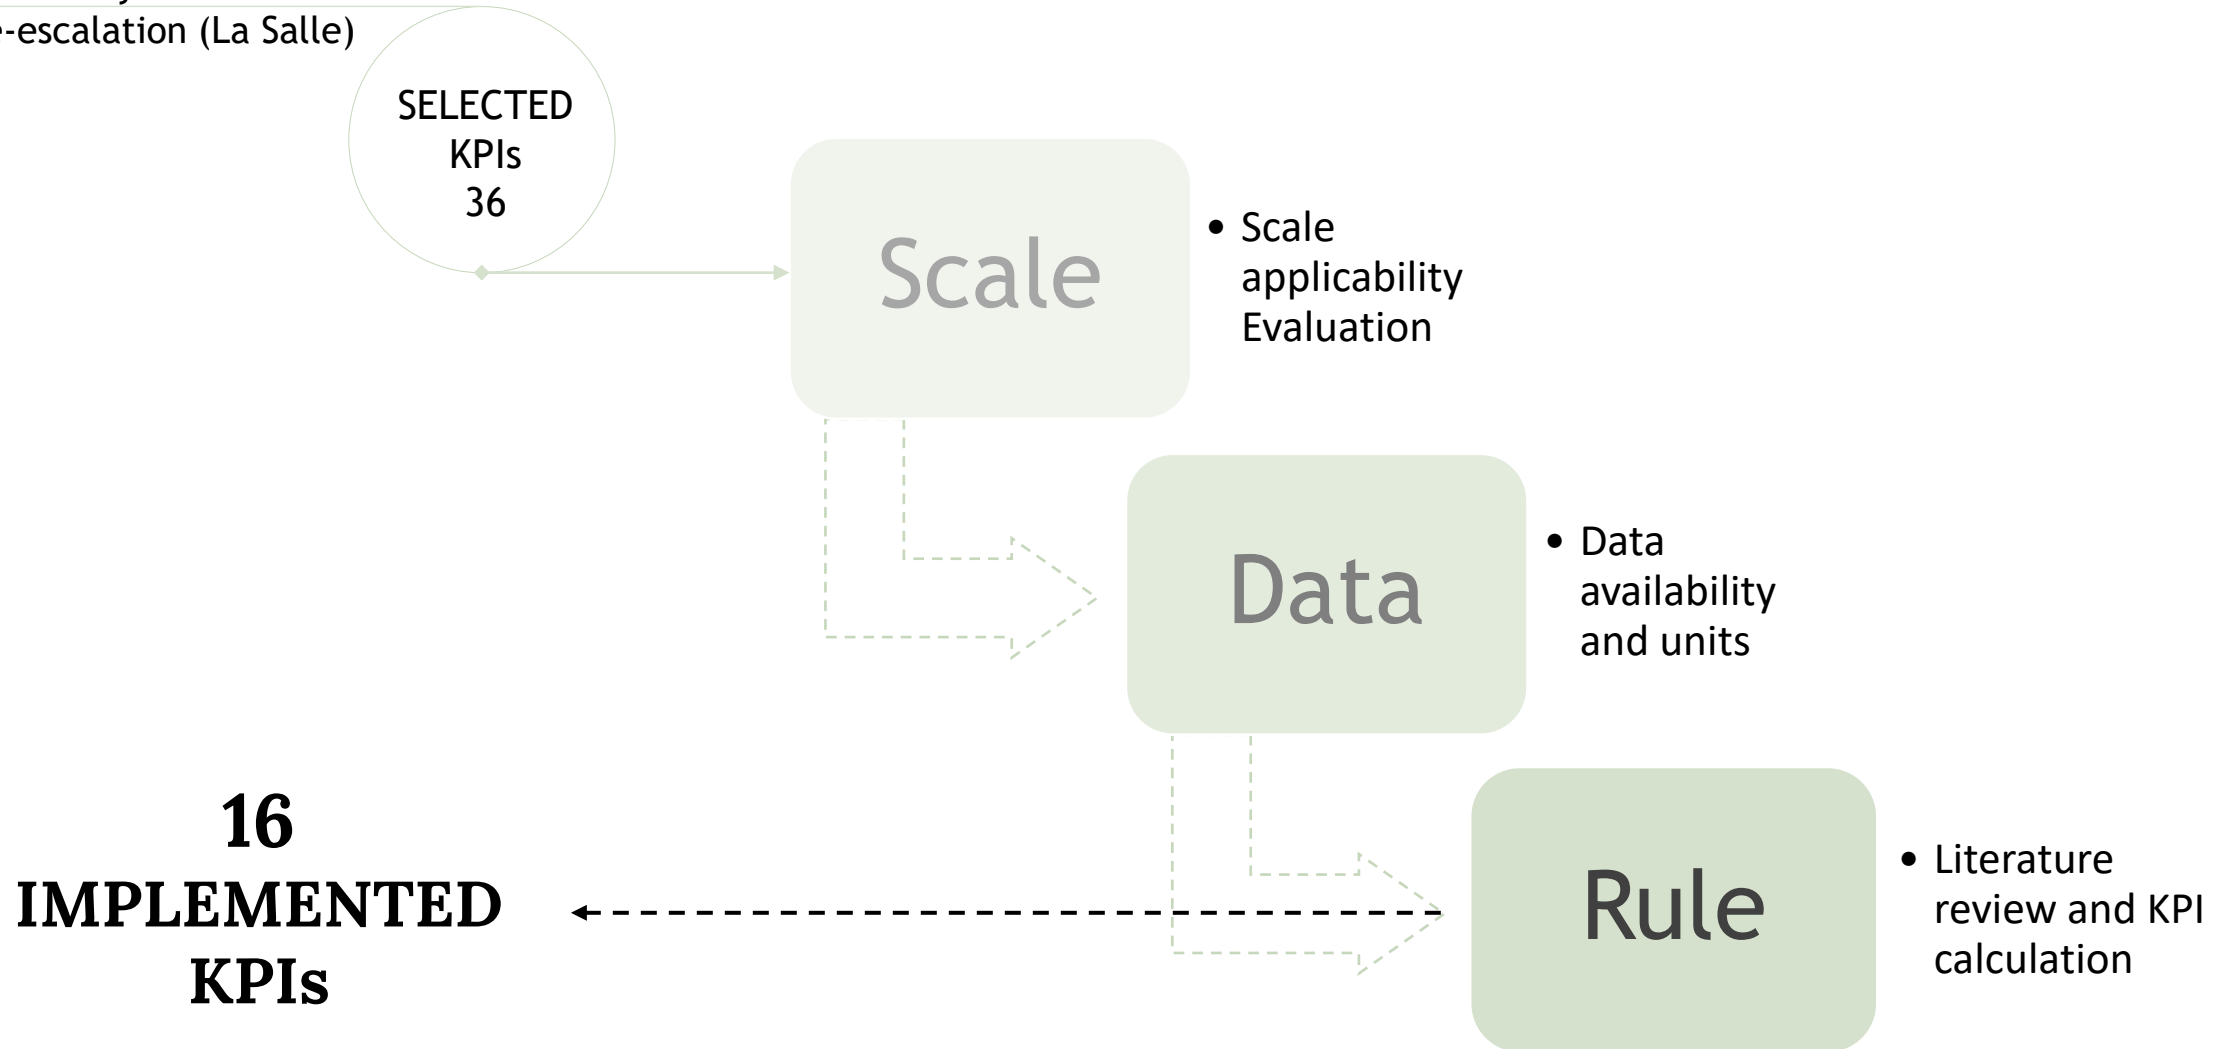 -escalation (La Salle)
SELECTED
KPIs
36
Scale
• Scale
applicability
Evaluation
Data
• Data
availability
and units
16
IMPLEMENTED
KPIs
Rule
• Literature
review and KPI
calculation